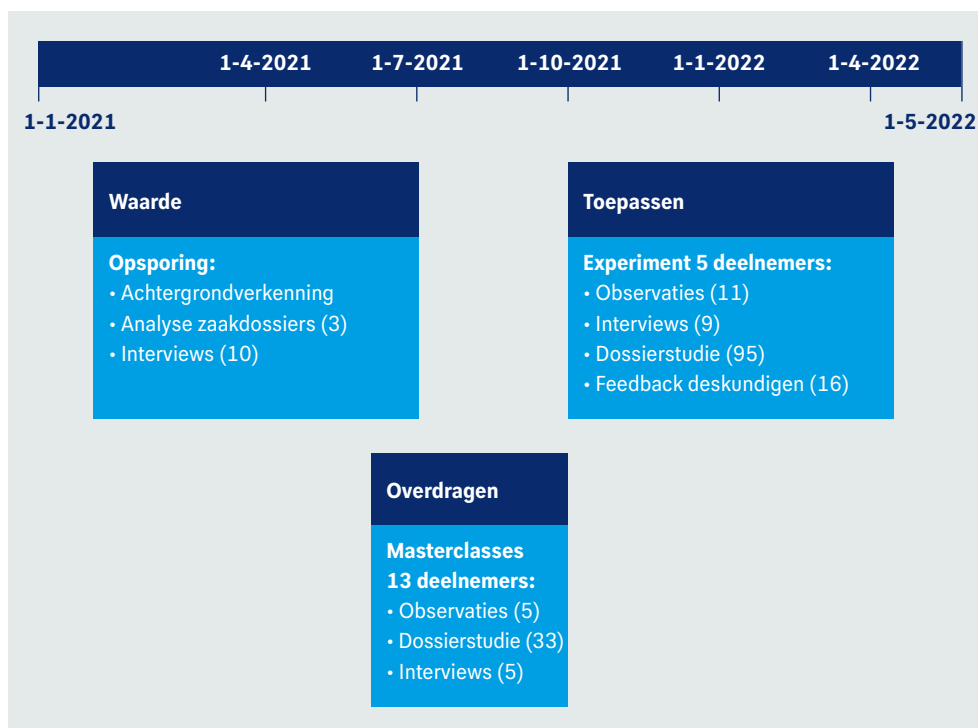 1-4-2021 1-7-2021 1-10-2021 1-1-2022 1-4-2022
1-1-2021 1-5-2022
Waarde
Opsporing:
• Achtergrondverkenning
• Analyse zaakdossiers (3)
• Interviews (10)
Toepassen
Experiment 5 deelnemers:
• Observaties (11)
• Interviews (9)
• Dossierstudie (95)
• Feedback deskundigen (16)
Overdragen
Masterclasses
13 deelnemers:
• Observaties (5)
• Dossierstudie (33)
• Interviews (5)